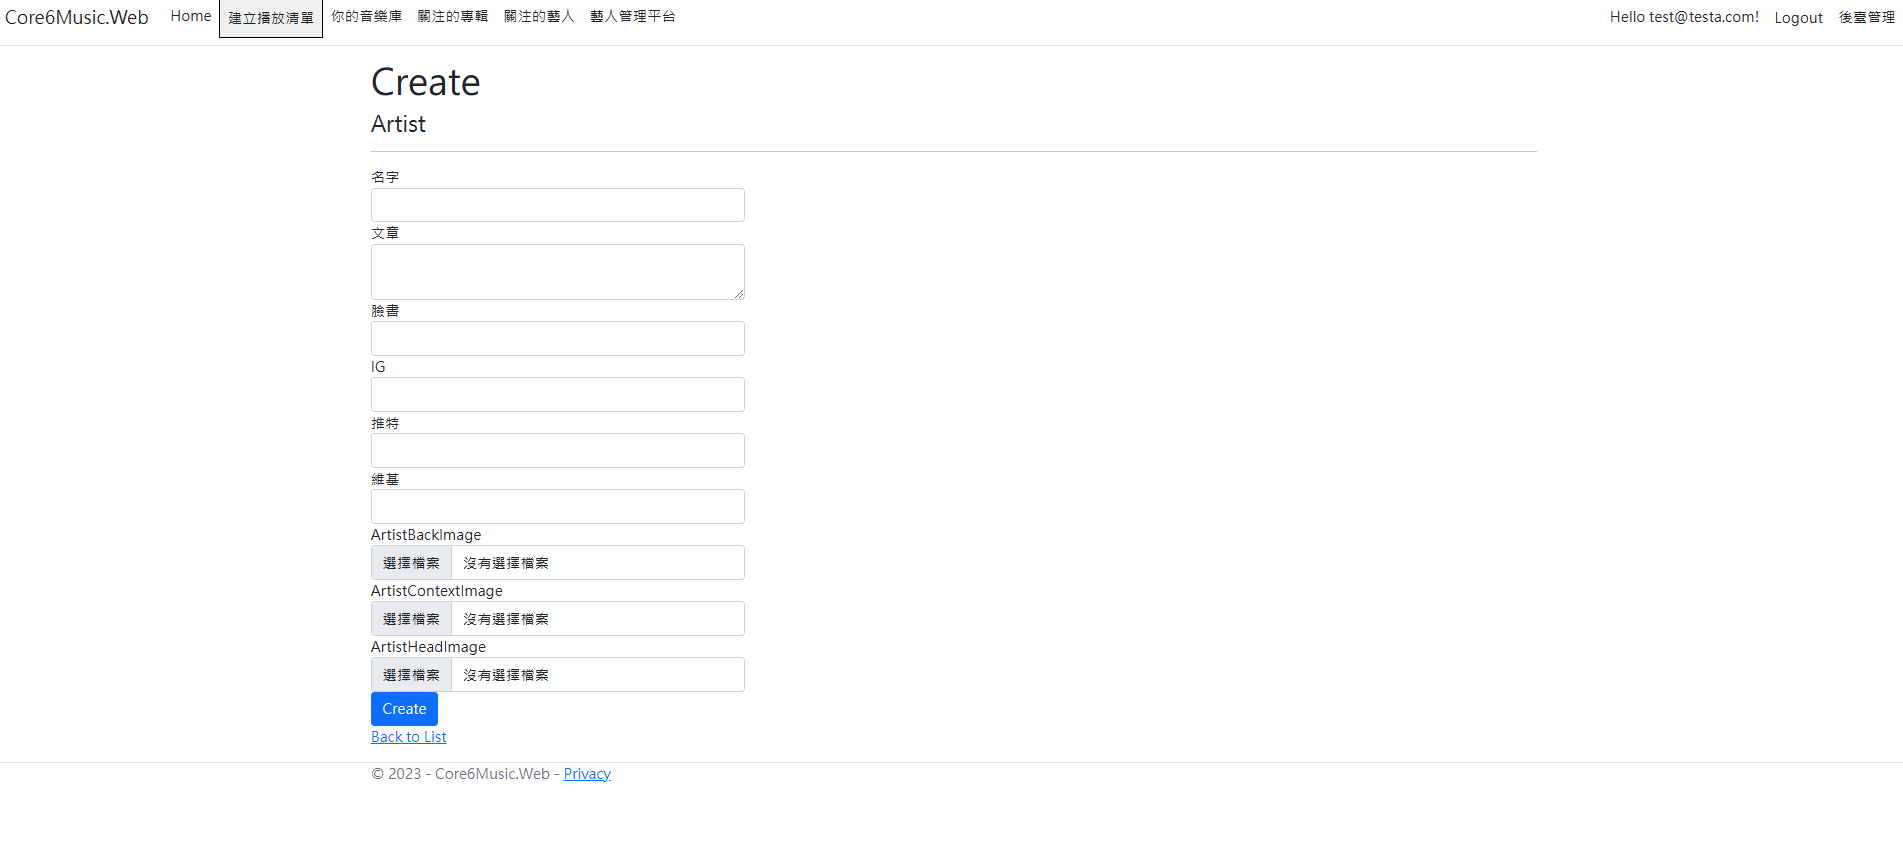 Core6Music.Web Home 建立播放清單 你的音樂庫 關注的專輯 關注的藝人 藝人管理平台 Hello test@testa.com! Logout 後臺管理
Create
Artist
名字
文章
臉書
IG
推特
維基
ArtistBackImage
選擇檔案 沒有選擇檔案
ArtistContextImage
選擇檔案 沒有選擇檔案
ArtistHeadImage
選擇檔案 沒有選擇檔案
Create
Back to List
© 2023 - Core6Music.Web - Privacy